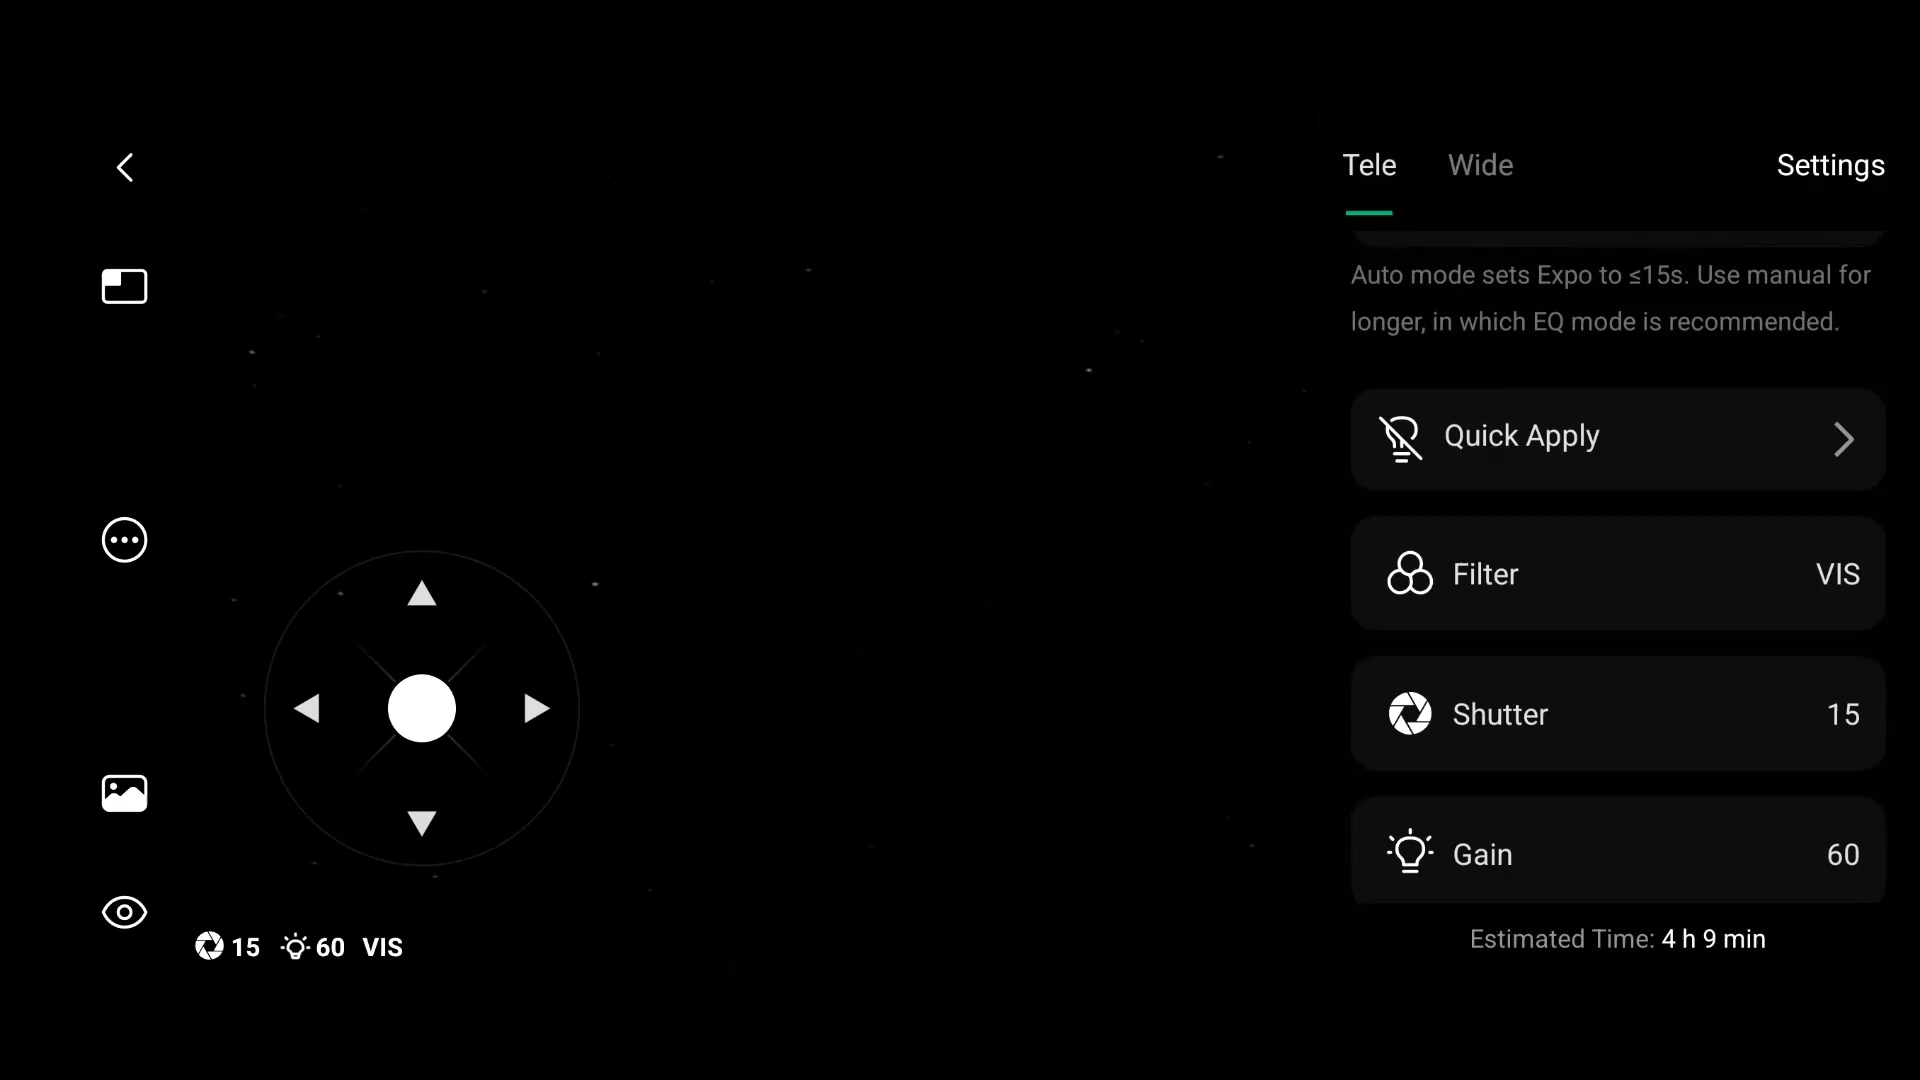 Tele Wide Settings
Auto mode sets Expo to ≤15s. Use manual for
longer, in which EQ mode is recommended.
Quick Apply
Filter VIS
Shutter 15
Gain 60
Estimated Time: 4 h 9 min
15 60 VIS